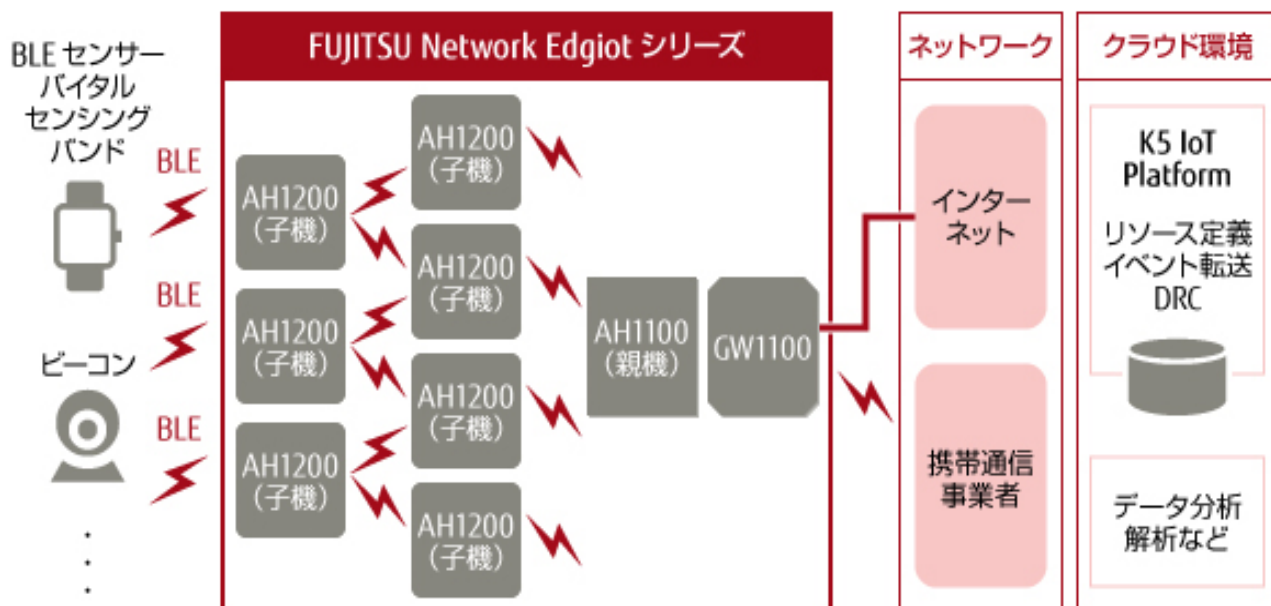 BLE センサー
バイタル
センシング
バンド
BLE
BLE
ビーコン
BLE
FUJITSU Network Edgiot シリーズ
AH1200
(子機)
AH1200
(子機)
AH1200
(子機)
AH1200
(子機)
AH1200
(子機)
AH1200
(子機)
AH1200
(子機)
AH1100
(親機)
GW1100
ネットワーク
インター
ネット
携帯通信
事業者
クラウド環境
K5 IoT
Platform
リソース定義
イベント転送
DRC
データ分析
解析など